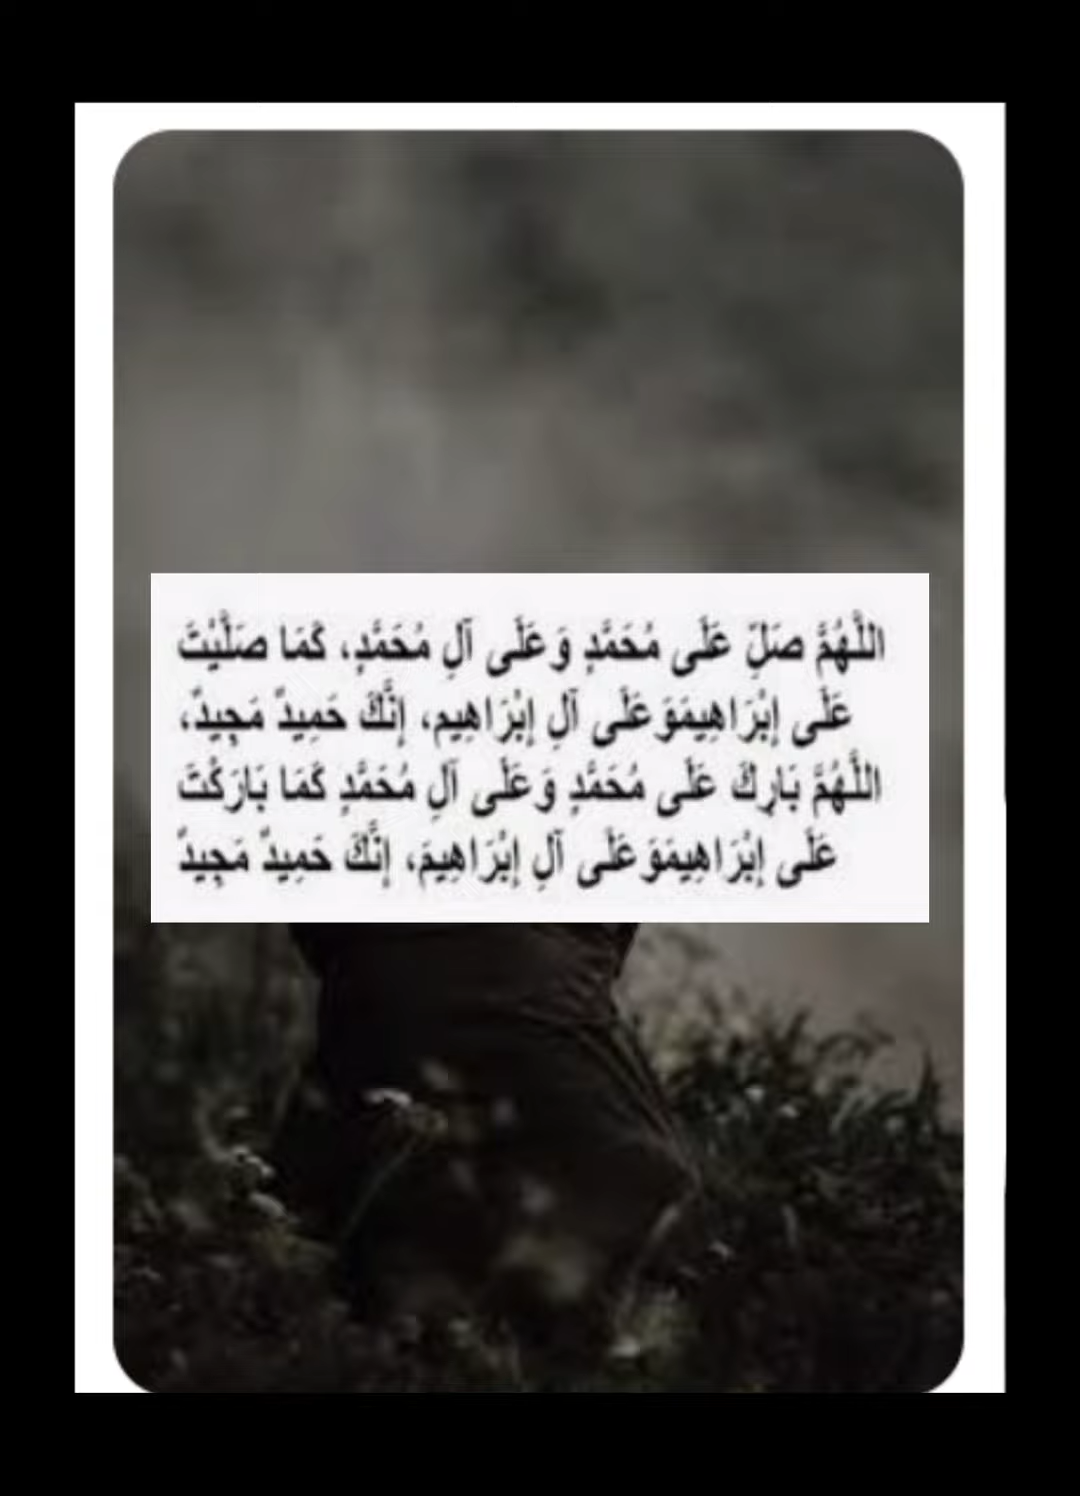 اللَّهُمَّ صَلِّ عَلَى مُحَمَّدٍ وَعَلَى آلِ مُحَمَّدٍ، كَمَا صَلَّيْتَ
عَلَى إِبْرَاهِيمَوَعَلَى آلِ إِبْرَاهِيم، إِنَّكَ حَمِيدٌ مَجِيدٌ،
اللَّهُمَّ بَارِكْ عَلَى مُحَمَّدٍ وَعَلَى آلِ مُحَمَّدٍ كَمَا بَارَكْتَ
عَلَى إِبْرَاهِيمَوَعَلَى آلِ إِبْرَاهِيمَ، إِنَّكَ حَمِيدٌ مَجِيدٌ